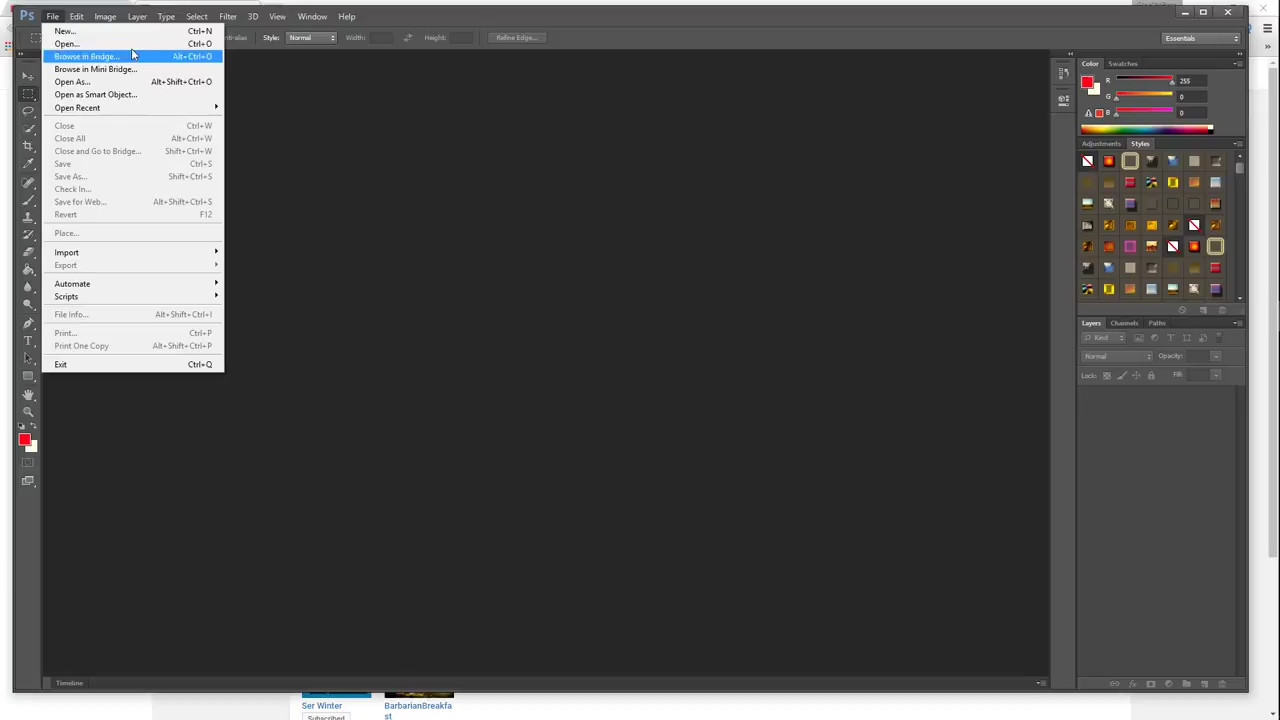 Ps File Edit Image Layer Type Select Filter 3D View Window Help
Style: Normal Width: Height: Refine Edge... Essentials
New... Ctrl+N
Open... Ctrl+O
Browse in Bridge... Alt+Ctrl+O
Browse in Mini Bridge...
Open As... Alt+Shift+Ctrl+O
Open as Smart Object...
Open Recent
Close Ctrl+W
Close All Alt+Ctrl+W
Close and Go to Bridge... Shift+Ctrl+W
Save Ctrl+S
Save As... Shift+Ctrl+S
Check In...
Save for Web... Alt+Shift+Ctrl+S
Revert F12
Place...
Import
Export
Automate
Scripts
File Info... Alt+Shift+Ctrl+I
Print... Ctrl+P
Print One Copy Alt+Shift+Ctrl+P
Exit Ctrl+Q
Color Swatches
R 255
G 0
B 0
Adjustments Styles
Layers Channels Paths
Kind
Normal Opacity:
Lock: Fill:
Timeline
Ser Winter BarbarianBreakfa
st
Subscribed